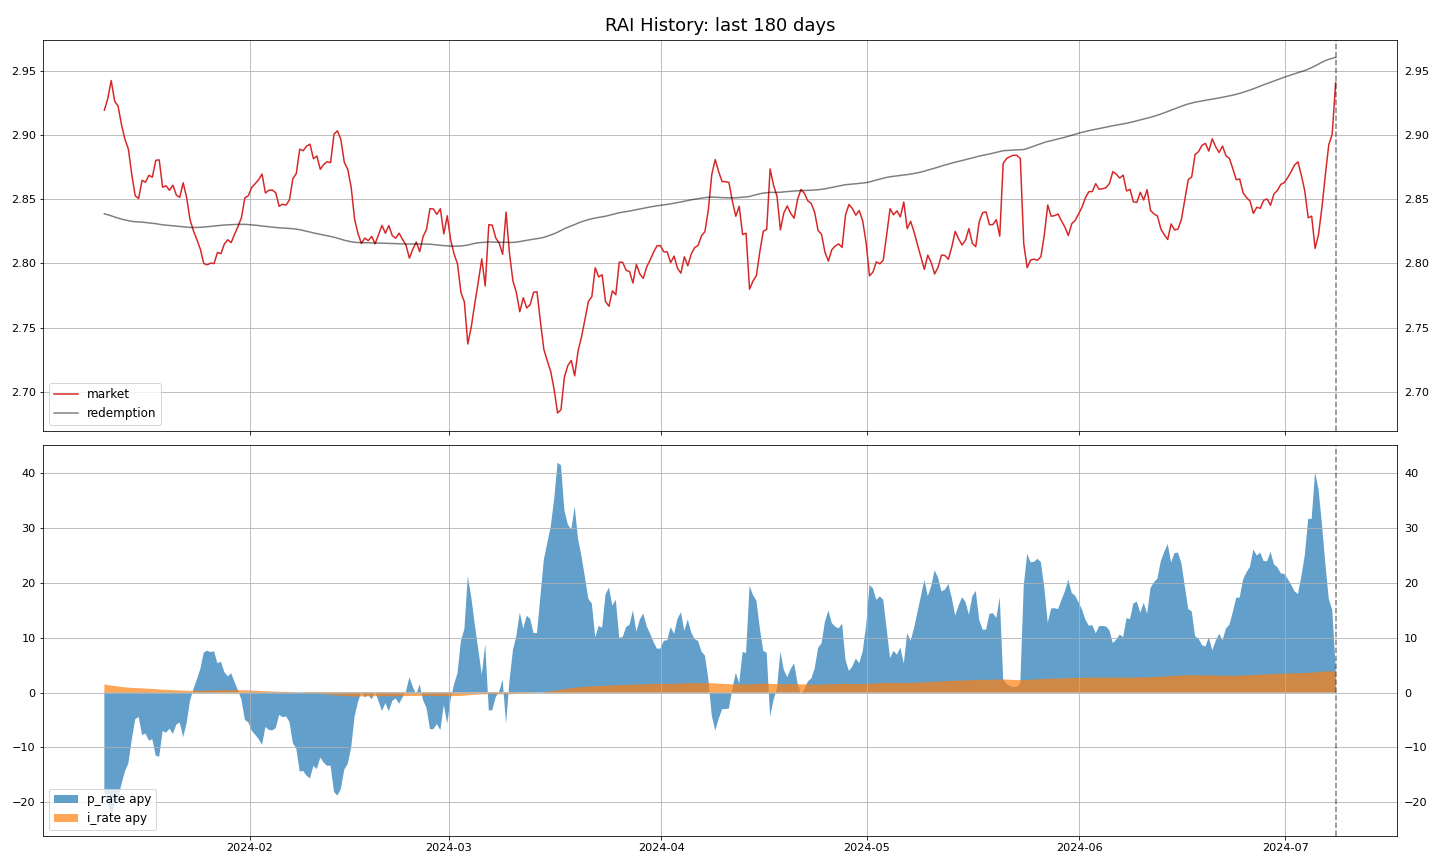 RAI History: last 180 days
2.95 2.95
2.90 2.90
2.85 2.85
2.80 2.80
2.75 2.75
2.70 2.70
market
redemption
40 40
30 30
20 20
10 10
0 0
−10 −10
−20 −20
p_rate apy
i_rate apy
2024-02 2024-03 2024-04 2024-05 2024-06 2024-07